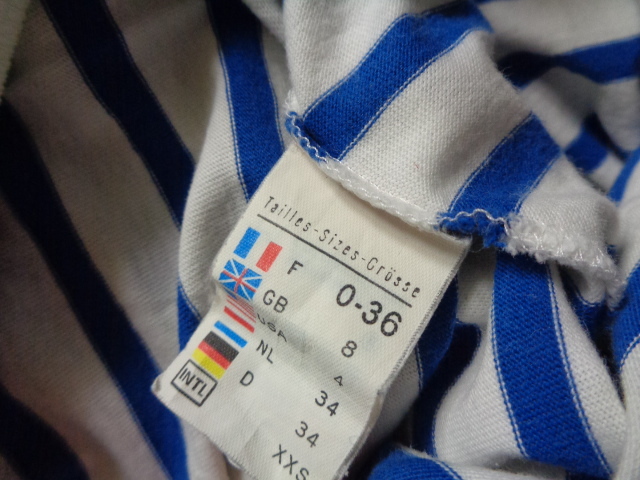 Tailles-Sizes-Grösse
F 0-36
GB 8
USA 4
NL 34
D 34
INTL XXS